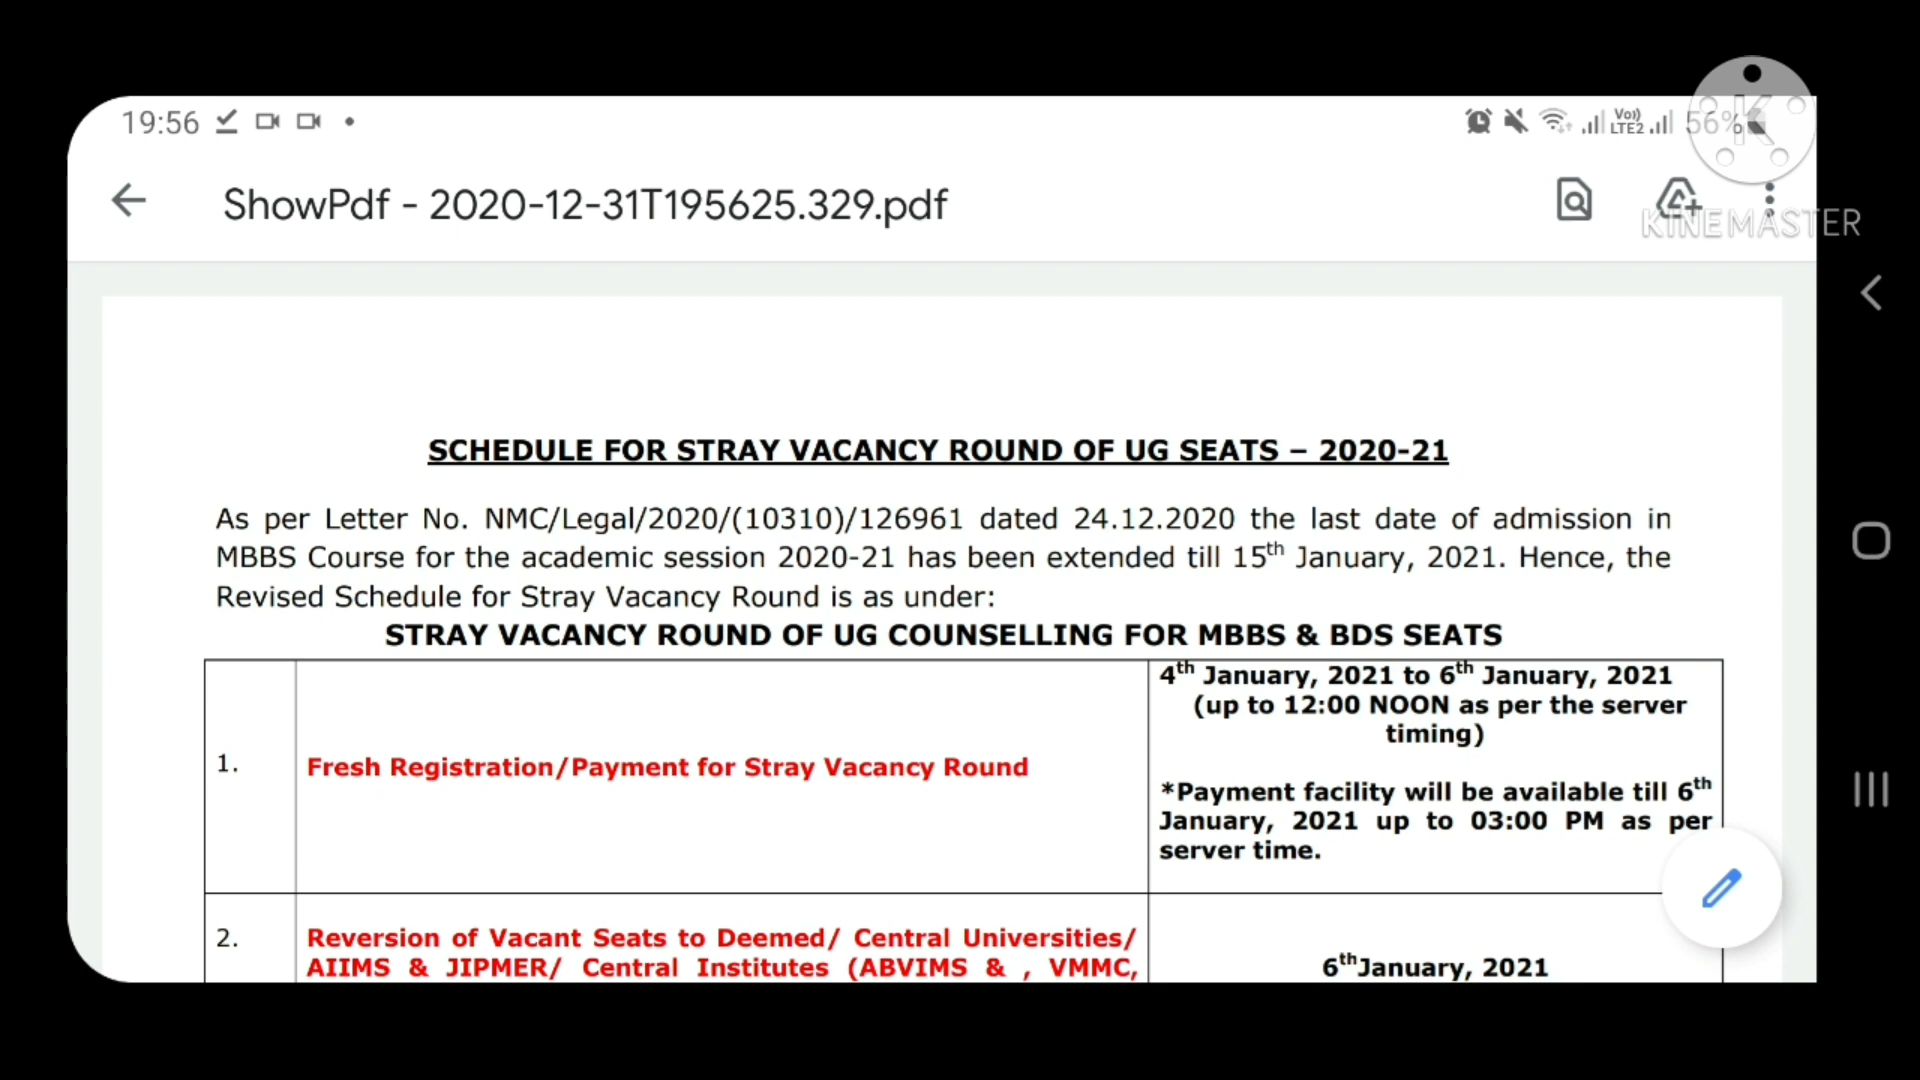 19:56
Vo)) LTE2 56%
K
ShowPdf - 2020-12-31T195625.329.pdf
KINEMASTER
SCHEDULE FOR STRAY VACANCY ROUND OF UG SEATS – 2020-21
As per Letter No. NMC/Legal/2020/(10310)/126961 dated 24.12.2020 the last date of admission in
MBBS Course for the academic session 2020-21 has been extended till 15th January, 2021. Hence, the
Revised Schedule for Stray Vacancy Round is as under:
STRAY VACANCY ROUND OF UG COUNSELLING FOR MBBS & BDS SEATS
1.
Fresh Registration/Payment for Stray Vacancy Round
4th January, 2021 to 6th January, 2021
(up to 12:00 NOON as per the server
timing)
*Payment facility will be available till 6th
January, 2021 up to 03:00 PM as per
server time.
2.
Reversion of Vacant Seats to Deemed/ Central Universities/
AIIMS & JIPMER/ Central Institutes (ABVIMS & , VMMC,
6thJanuary, 2021